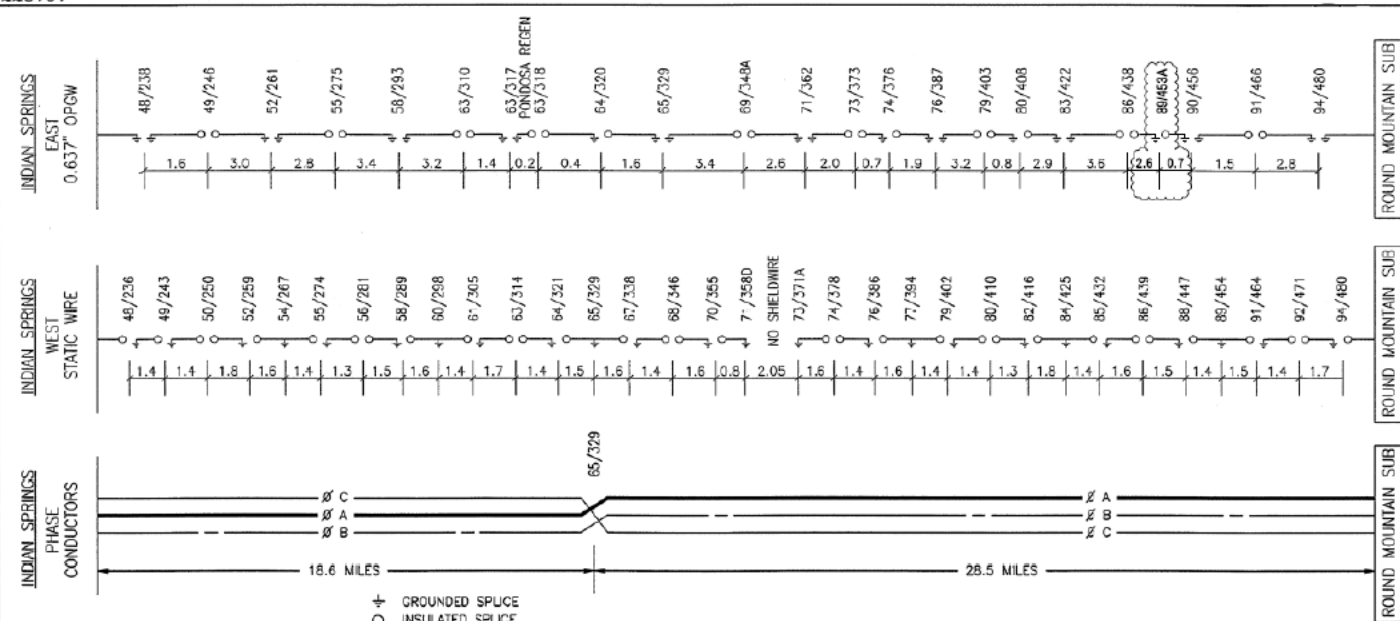 INDIAN SPRINGS
EAST
0.637" OPGW
48/238
49/246
52/261
55/275
58/293
63/310
63/317
PONDOSA REGEN
63/318
64/320
65/329
69/348A
71/362
73/373
74/376
76/387
79/403
80/408
83/422
86/438
89/453A
90/456
91/466
94/480
ROUND MOUNTAIN SUB
1.6 3.0 2.8 3.4 3.2 1.4 0.2 0.4 1.6 3.4 2.6 2.0 0.7 1.9 3.2 0.8 2.9 3.6 2.6 0.7 1.5 2.8
INDIAN SPRINGS
WEST
STATIC WIRE
48/236
49/243
50/250
52/259
54/267
55/274
56/281
58/289
60/298
61/305
63/314
64/321
65/329
67/338
68/346
70/355
71/358D
NO SHIELDWIRE
73/371A
74/378
76/386
77/394
79/402
80/410
82/416
84/425
85/432
86/439
88/447
89/454
91/464
92/471
94/480
ROUND MOUNTAIN SUB
1.4 1.4 1.8 1.6 1.4 1.3 1.5 1.6 1.4 1.7 1.4 1.5 1.6 1.4 1.6 0.8 2.05 1.6 1.4 1.6 1.4 1.4 1.3 1.8 1.4 1.6 1.5 1.4 1.5 1.4 1.7
INDIAN SPRINGS
PHASE
CONDUCTORS
65/329
Ø C
Ø A
Ø B
Ø A
Ø B
Ø C
ROUND MOUNTAIN SUB
18.6 MILES
28.5 MILES
GROUNDED SPLICE
INSULATED SPLICE